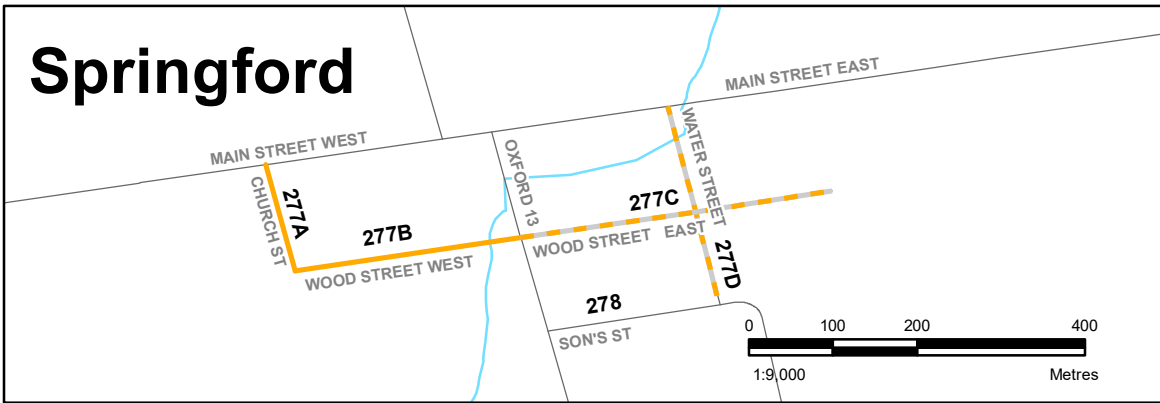 Springford
MAIN STREET EAST
MAIN STREET WEST
OXFORD 13
WATER STREET
CHURCH ST
277A
277B
277C
WOOD STREET EAST
WOOD STREET WEST
277D
278
SON'S ST
0 100 200 400
1:9,000 Metres